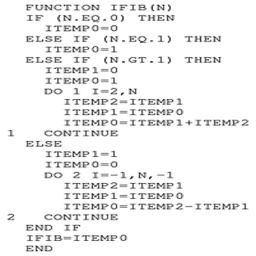 FUNCTION IFIB(N)
IF (N.EQ.0) THEN
ITEMP0=0
ELSE IF (N.EQ.1) THEN
ITEMP0=1
ELSE IF (N.GT.1) THEN
ITEMP1=0
ITEMP0=1
DO 1 I=2,N
ITEMP2=ITEMP1
ITEMP1=ITEMP0
ITEMP0=ITEMP1+ITEMP2
1 CONTINUE
ELSE
ITEMP1=1
ITEMP0=0
DO 2 I=-1,N,-1
ITEMP2=ITEMP1
ITEMP1=ITEMP0
ITEMP0=ITEMP2-ITEMP1
2 CONTINUE
END IF
IFIB=ITEMP0
END